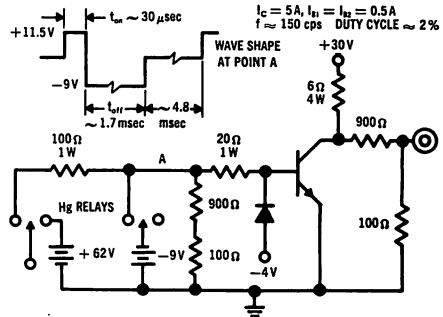 I_C = 5A, I_B1 = I_B2 = 0.5A
f ≈ 150 cps DUTY CYCLE ≈ 2%
t_on ~ 30 μsec
+11.5V
WAVE SHAPE
AT POINT A
-9V
t_off
~ 1.7 msec
~ 4.8
msec
+30V
6Ω
4W
900Ω
100Ω
1W
A
20Ω
1W
Hg RELAYS
900Ω
100Ω
100Ω
+ 62V
-9V
-4V